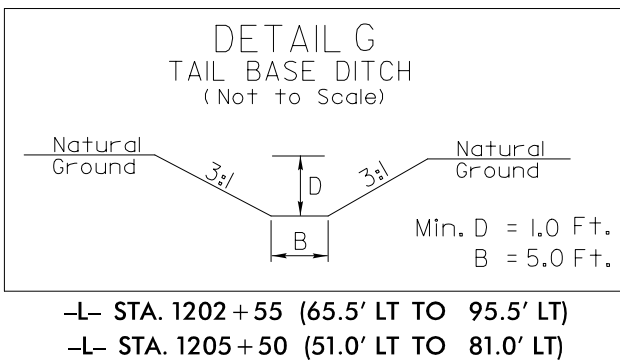 DETAIL G
TAIL BASE DITCH
(Not to Scale)
Natural
Ground
3:1
D
3:1
Natural
Ground
B
Min. D = 1.0 Ft.
B = 5.0 Ft.
-L- STA. 1202+55 (65.5' LT TO 95.5' LT)
-L- STA. 1205+50 (51.0' LT TO 81.0' LT)